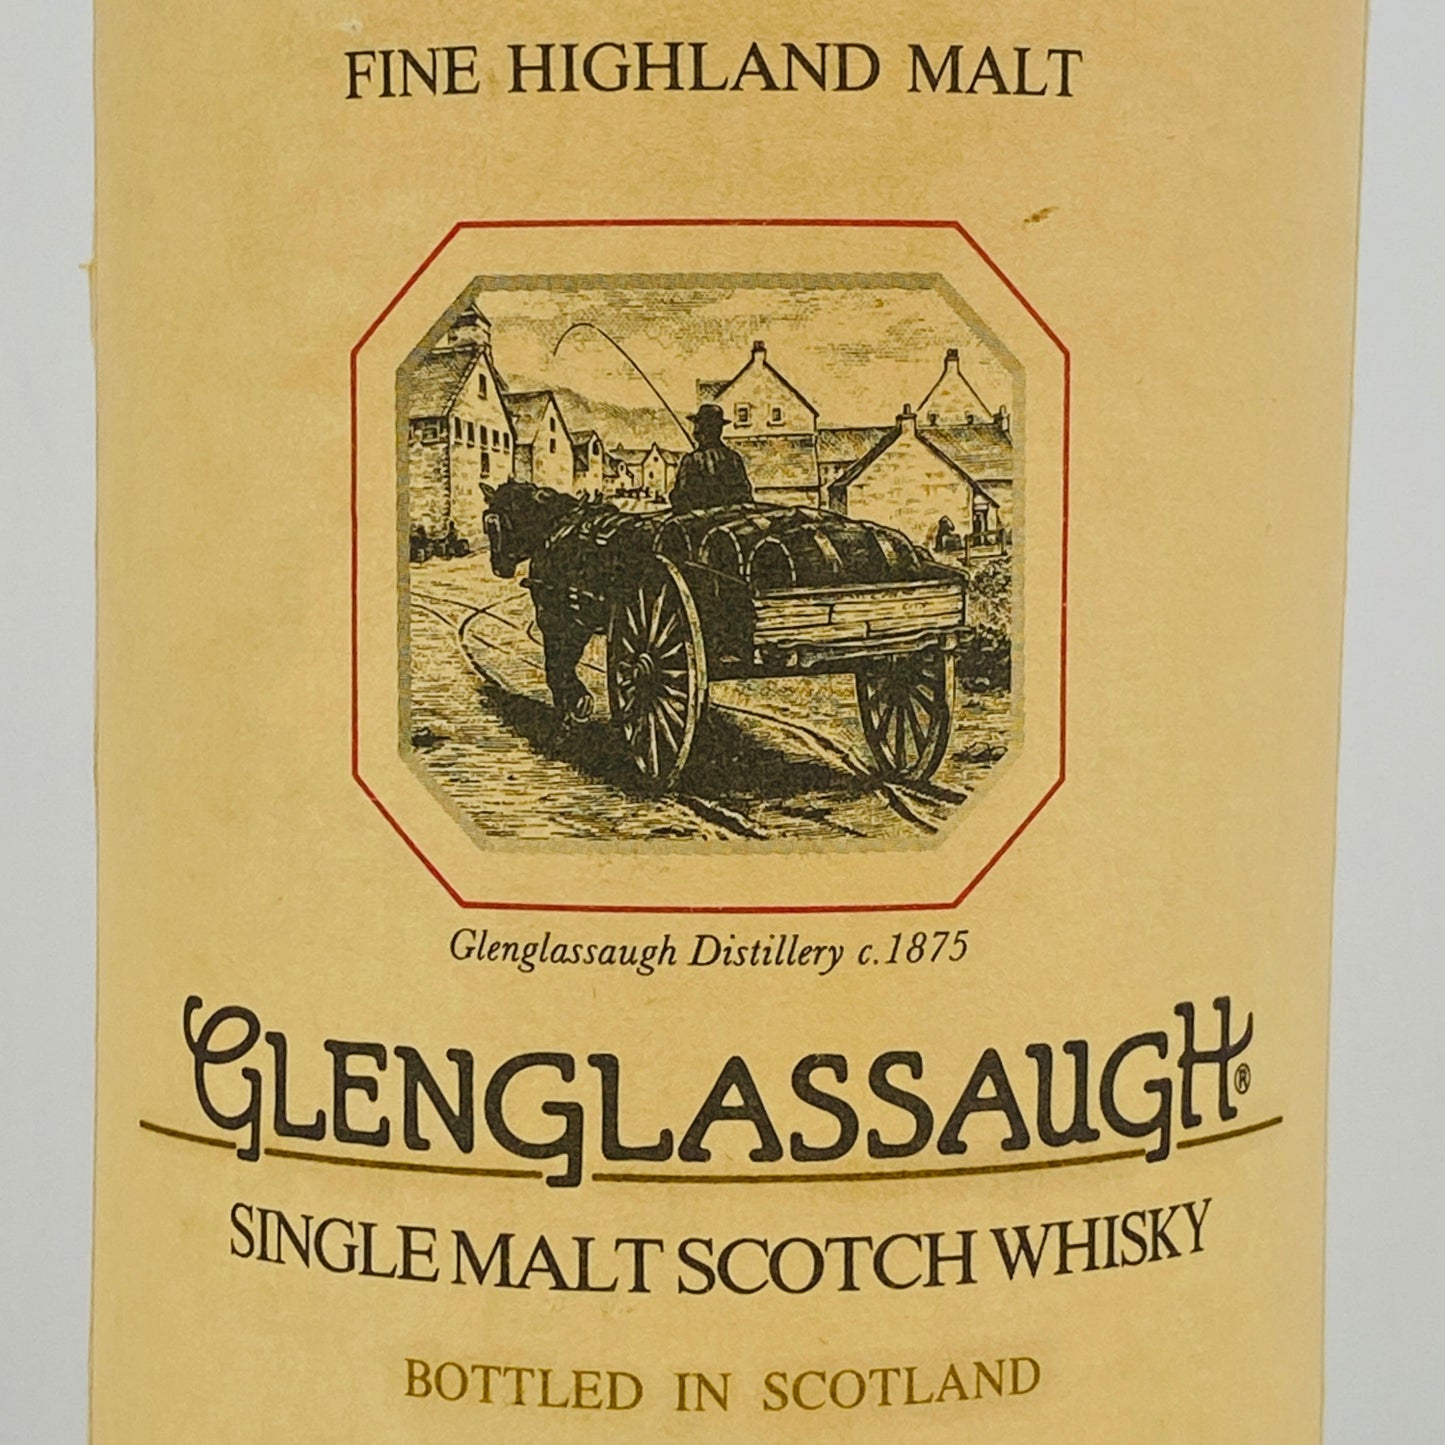 FINE HIGHLAND MALT
Glenglassaugh Distillery c.1875
GLENGLASSAUGH®
SINGLE MALT SCOTCH WHISKY
BOTTLED IN SCOTLAND